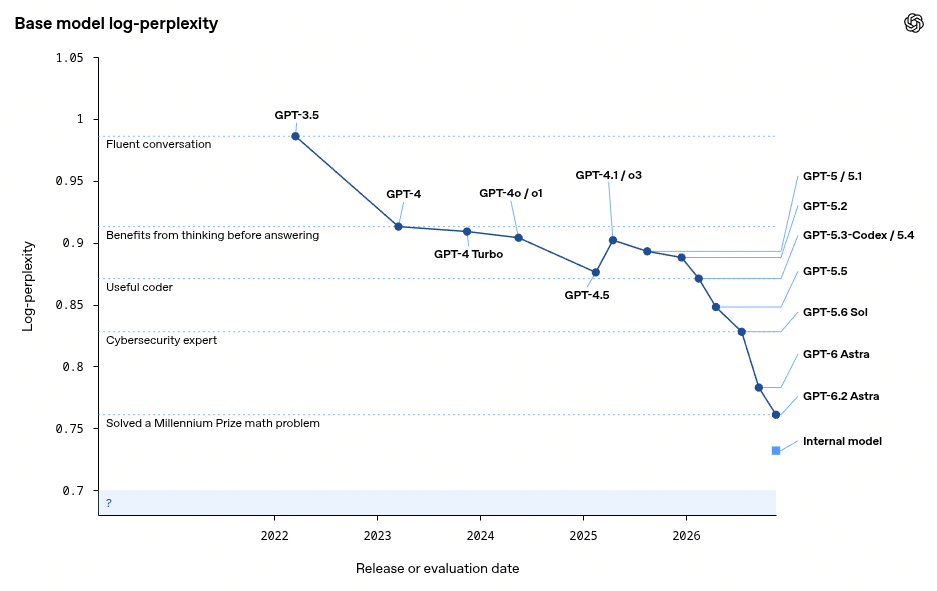 Base model log-perplexity
1.05
1
0.95
0.9
0.85
0.8
0.75
0.7
Log-perplexity
GPT-3.5
Fluent conversation
GPT-4
GPT-4o / o1
GPT-4.1 / o3
Benefits from thinking before answering
GPT-4 Turbo
Useful coder
GPT-4.5
Cybersecurity expert
Solved a Millennium Prize math problem
?
GPT-5 / 5.1
GPT-5.2
GPT-5.3-Codex / 5.4
GPT-5.5
GPT-5.6 Sol
GPT-6 Astra
GPT-6.2 Astra
Internal model
2022
2023
2024
2025
2026
Release or evaluation date